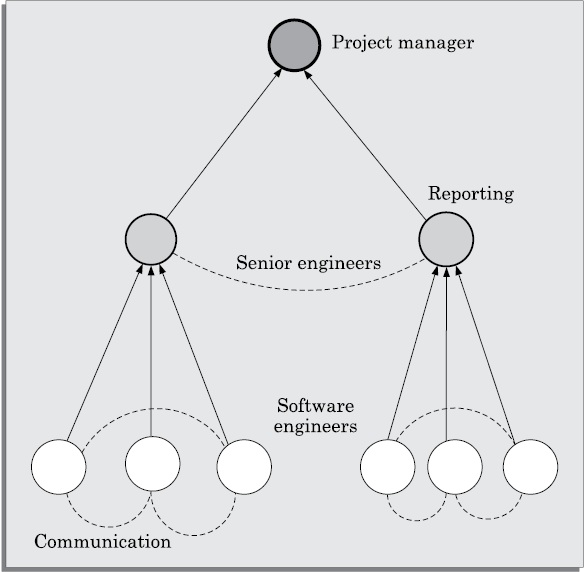 Project manager
Reporting
Senior engineers
Software
engineers
Communication